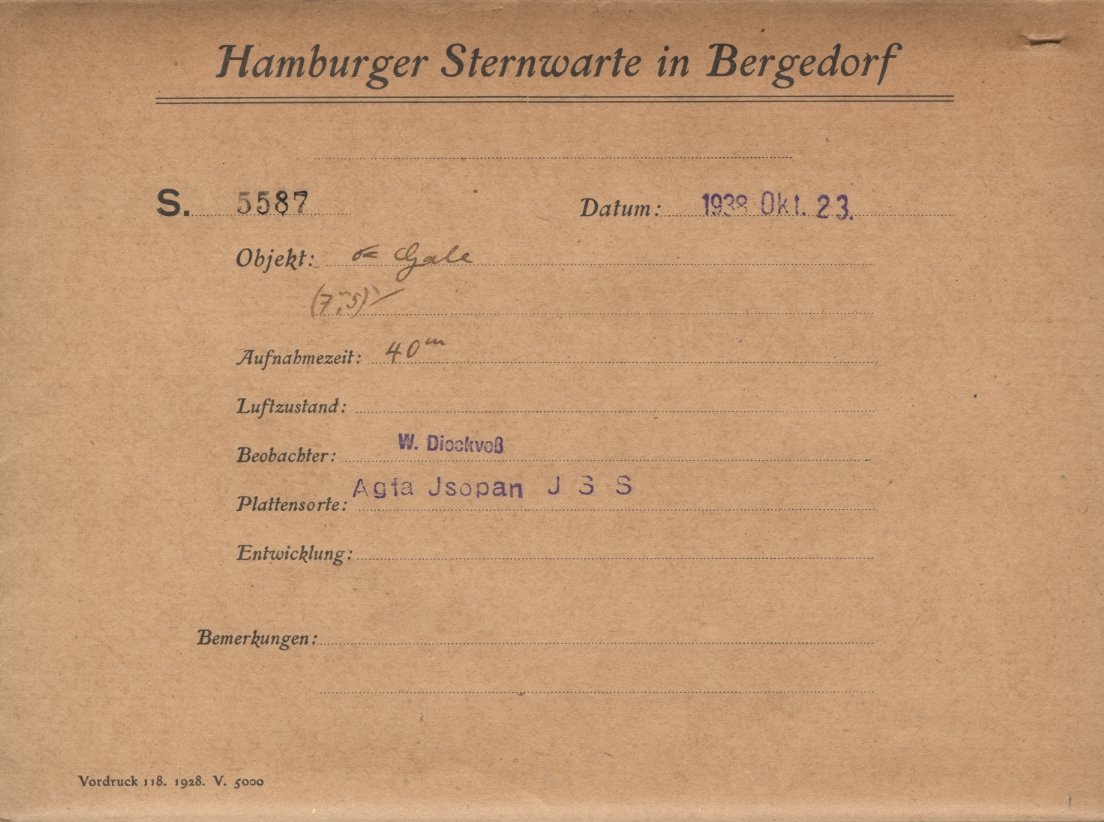 Hamburger Sternwarte in Bergedorf
S. 5587 Datum: 1938 Okt. 23.
Objekt: ☄ Gale
(7,5)
Aufnahmezeit: 40 m
Luftzustand:
Beobachter: W. Dieckvoß
Plattensorte: Agfa Jsopan J S S
Entwicklung:
Bemerkungen:
Vordruck 118. 1928. V. 5000